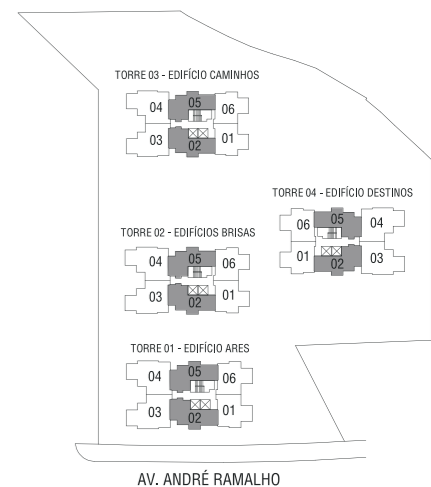 TORRE 03 - EDIFÍCIO CAMINHOS
04 05 06
03 02 01
TORRE 04 - EDIFÍCIO DESTINOS
06 05 04
01 02 03
TORRE 02 - EDIFÍCIOS BRISAS
04 05 06
03 02 01
TORRE 01 - EDIFÍCIO ARES
04 05 06
03 02 01
AV. ANDRÉ RAMALHO